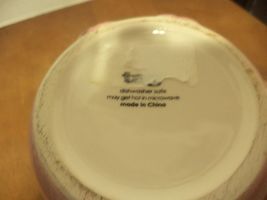 dishwasher safe
may get hot in microwave
made in China